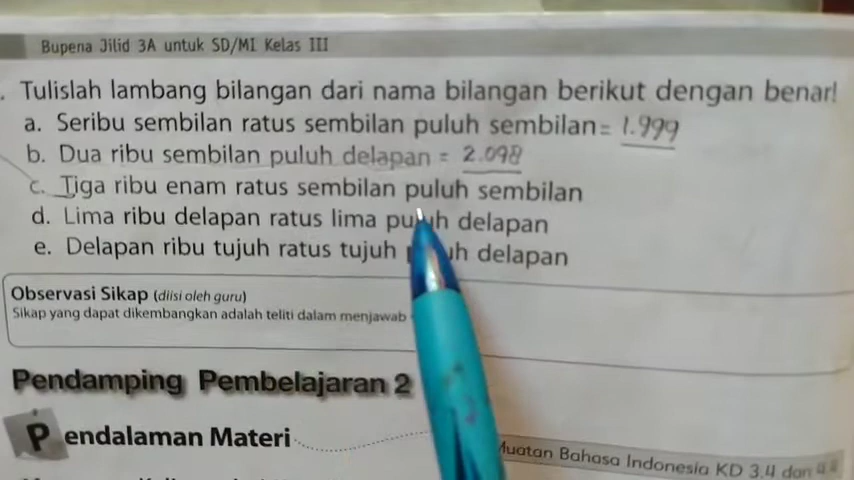 Bupena Jilid 3A untuk SD/MI Kelas III
. Tulislah lambang bilangan dari nama bilangan berikut dengan benar!
a. Seribu sembilan ratus sembilan puluh sembilan = 1.999
b. Dua ribu sembilan puluh delapan = 2.098
c. Tiga ribu enam ratus sembilan puluh sembilan
d. Lima ribu delapan ratus lima puluh delapan
e. Delapan ribu tujuh ratus tujuh delapan
Observasi Sikap (diisi oleh guru)
Sikap yang dapat dikembangkan adalah teliti dalam menjawab
Pendamping Pembelajaran 2
Pendalaman Materi
Muatan Bahasa Indonesia KD 3.4 dan 4.4